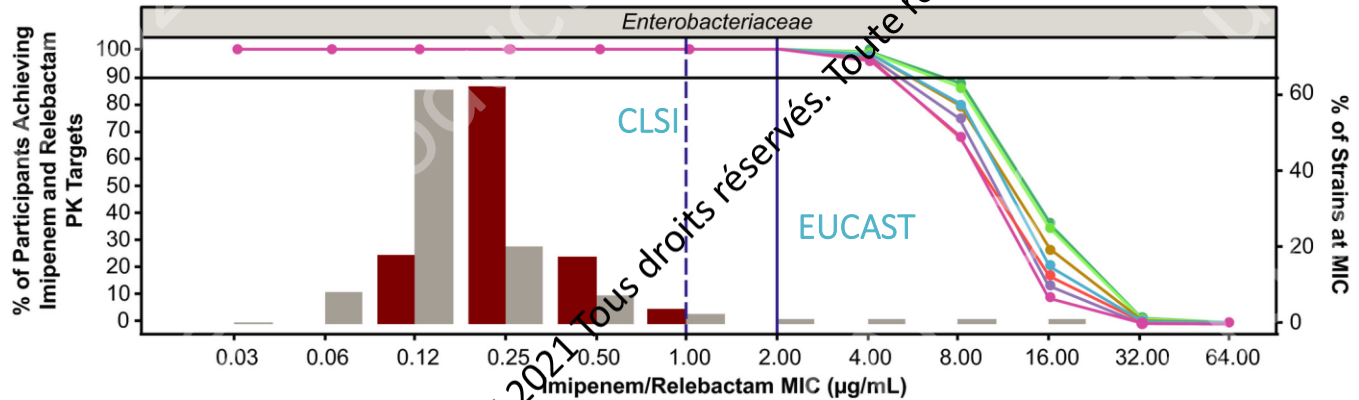 Enterobacteriaceae
% of Participants Achieving
Imipenem and Relebactam
PK Targets
100
90
80
70
60
50
40
30
20
10
0
CLSI
EUCAST
60
40
20
0
% of Strains at MIC
0.03 0.06 0.12 0.25 0.50 1.00 2.00 4.00 8.00 16.00 32.00 64.00
Imipenem/Relebactam MIC (µg/mL)
2021 Tous droits réservés. Toute